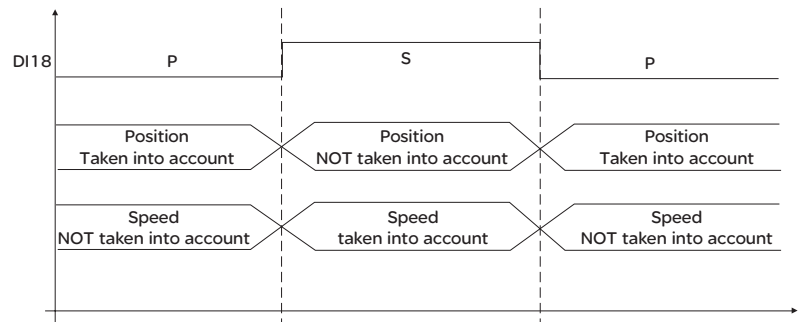 DI18
P
S
P
Position
Taken into account
Position
NOT taken into account
Position
Taken into account
Speed
NOT taken into account
Speed
taken into account
Speed
NOT taken into account